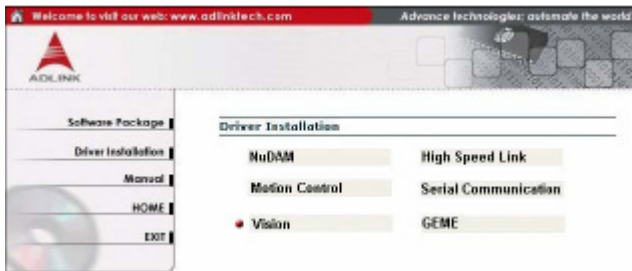 Welcome to visit our web: www.adlinktech.com
Advance technologies; automate the world
ADLINK
Software Package
Driver Installation
Manual
HOME
EXIT
Driver Installation
NuDAM
High Speed Link
Motion Control
Serial Communication
Vision
GEME